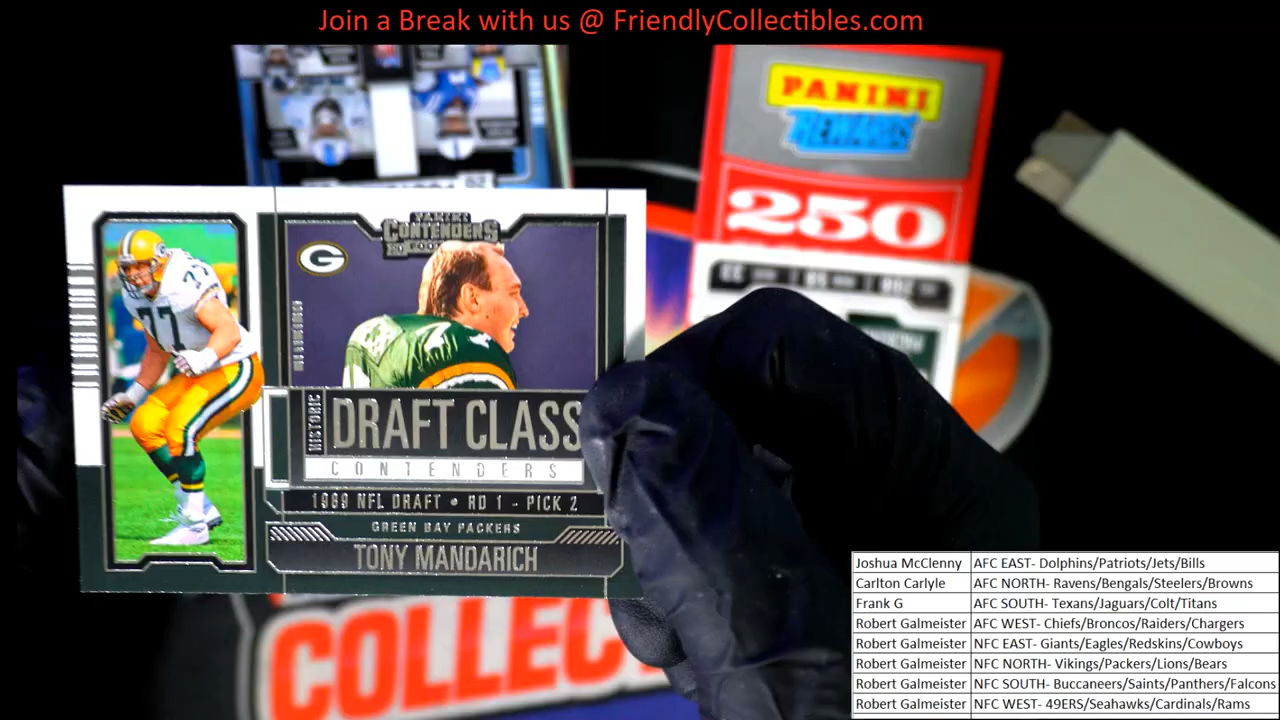 Join a Break with us @ FriendlyCollectibles.com
PANINI
REWARDS
250
PANINI
CONTENDERS
G
77
HISTORIC
DRAFT CLASS
CONTENDERS
1989 NFL DRAFT • RD 1 - PICK 2
GREEN BAY PACKERS
TONY MANDARICH
COLLEC
Joshua McClenny AFC EAST- Dolphins/Patriots/Jets/Bills
Carlton Carlyle AFC NORTH- Ravens/Bengals/Steelers/Browns
Frank G AFC SOUTH- Texans/Jaguars/Colt/Titans
Robert Galmeister AFC WEST- Chiefs/Broncos/Raiders/Chargers
Robert Galmeister NFC EAST- Giants/Eagles/Redskins/Cowboys
Robert Galmeister NFC NORTH- Vikings/Packers/Lions/Bears
Robert Galmeister NFC SOUTH- Buccaneers/Saints/Panthers/Falcons
Robert Galmeister NFC WEST- 49ERS/Seahawks/Cardinals/Rams